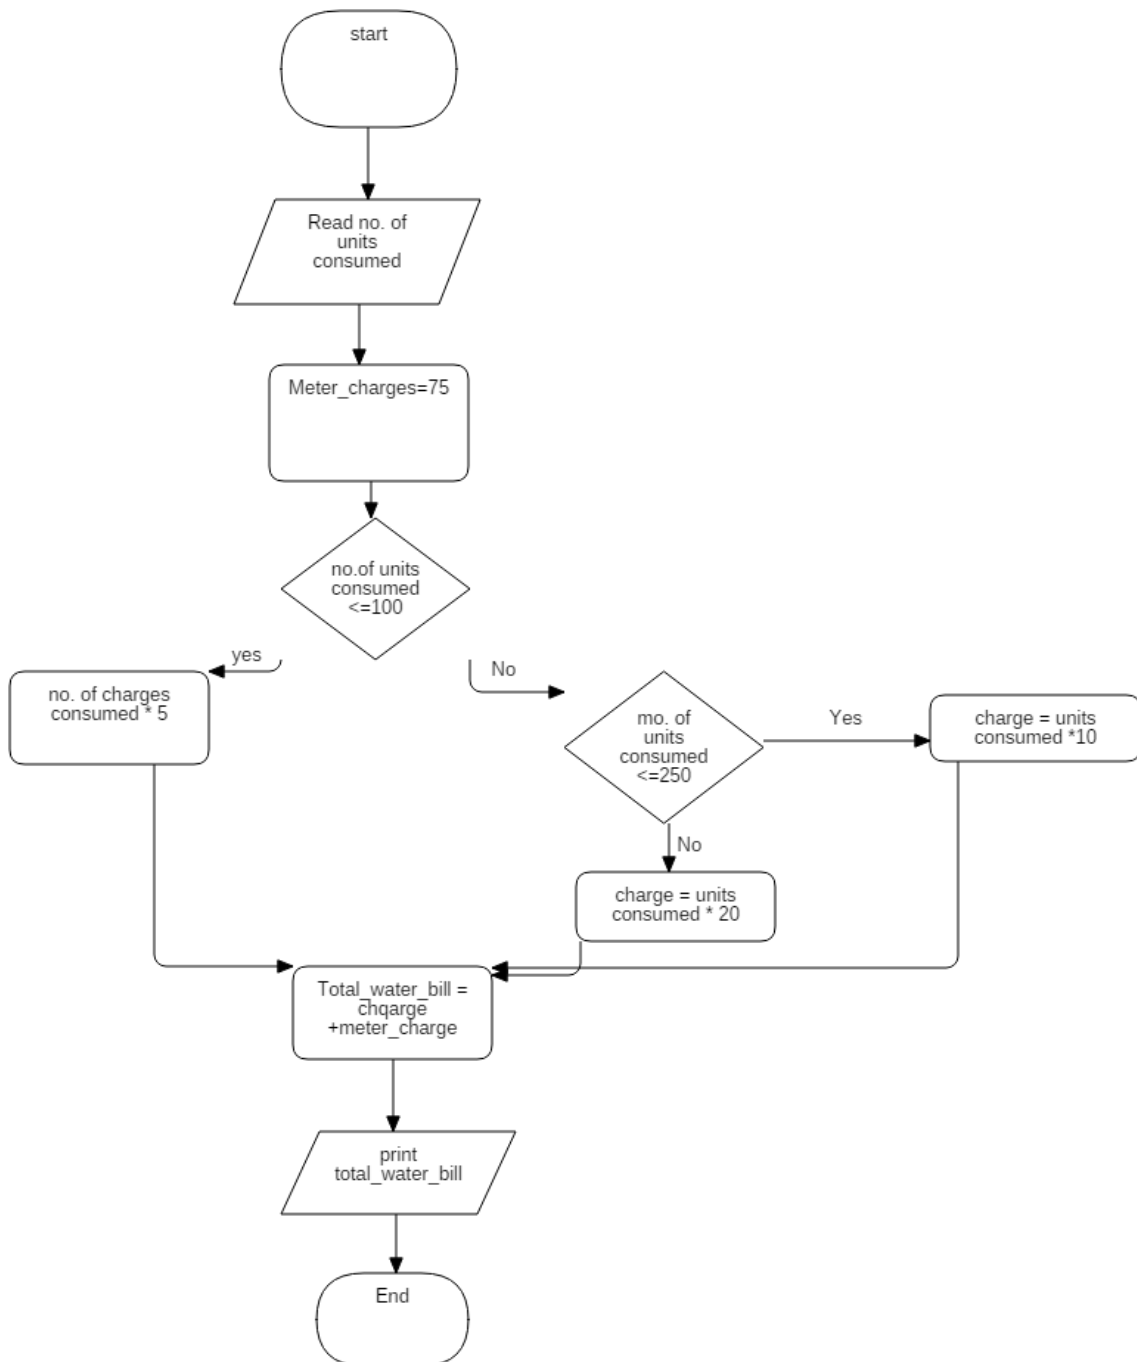 start
Read no. of
units
consumed
Meter_charges=75
no.of units
consumed
<=100
yes
No
no. of charges
consumed * 5
mo. of
units
consumed
<=250
Yes
charge = units
consumed *10
No
charge = units
consumed * 20
Total_water_bill =
chqarge
+meter_charge
print
total_water_bill
End